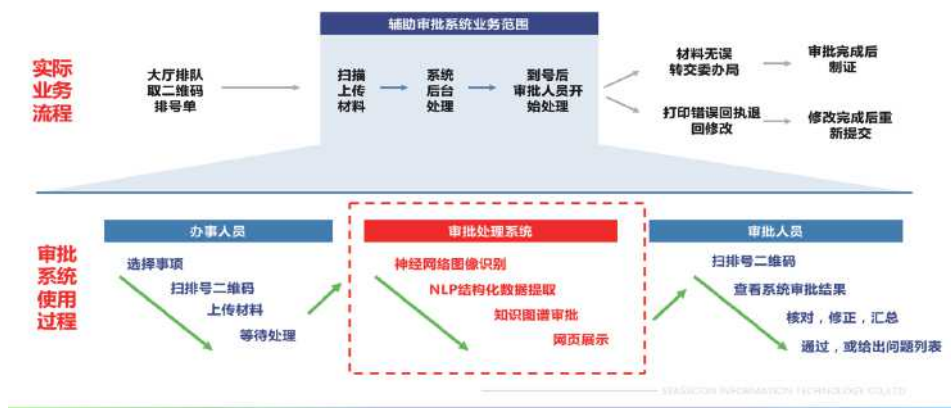 辅助审批系统业务范围
实际
业务
流程
大厅排队
取二维码
排号单
扫描
上传
材料
系统
后台
处理
到号后
审批人员开
始处理
材料无误
转交委办局
审批完成后
制证
打印错误回执退
回修改
修改完成后重
新提交
审批
系统
使用
过程
办事人员
选择事项
扫排号二维码
上传材料
等待处理
审批处理系统
神经网络图像识别
NLP结构化数据提取
知识图谱审批
网页展示
审批人员
扫排号二维码
查看系统审批结果
核对，修正，汇总
通过，或给出问题列表
INFORMATION TECHNOLOGY CO.,LTD